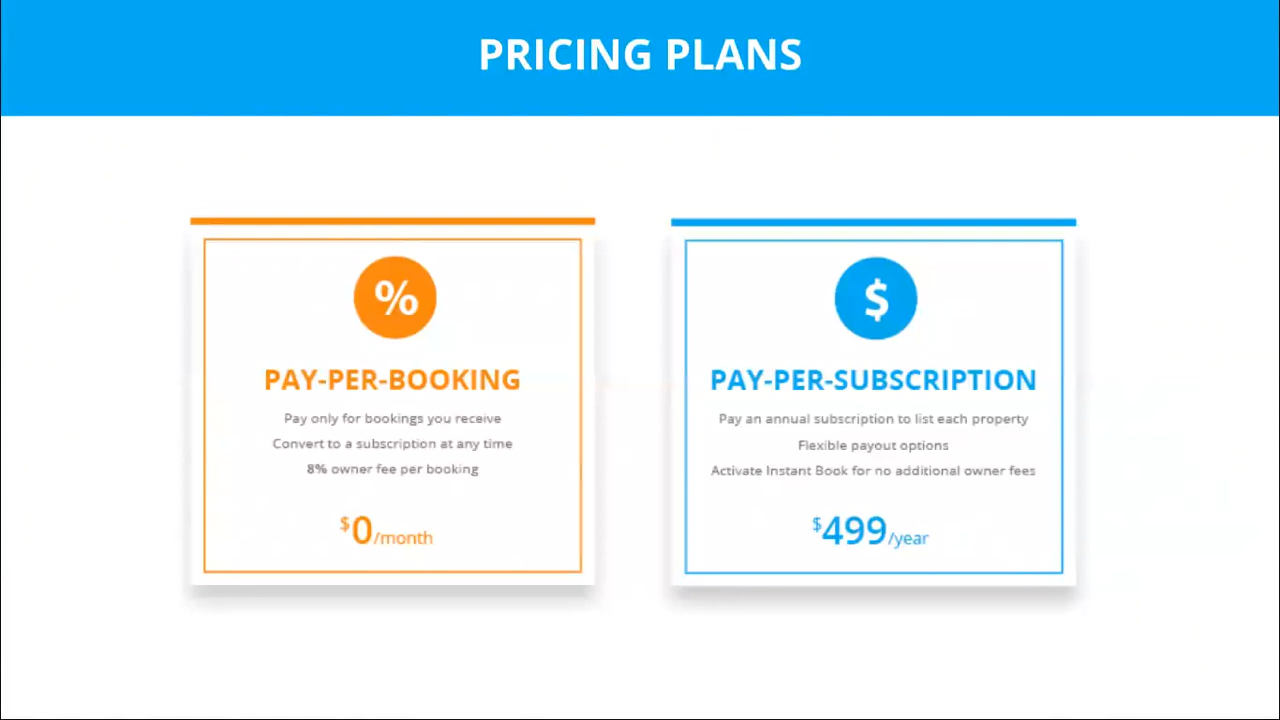 PRICING PLANS
%
PAY-PER-BOOKING
Pay only for bookings you receive
Convert to a subscription at any time
8% owner fee per booking
$0/month
$
PAY-PER-SUBSCRIPTION
Pay an annual subscription to list each property
Flexible payout options
Activate Instant Book for no additional owner fees
$499/year